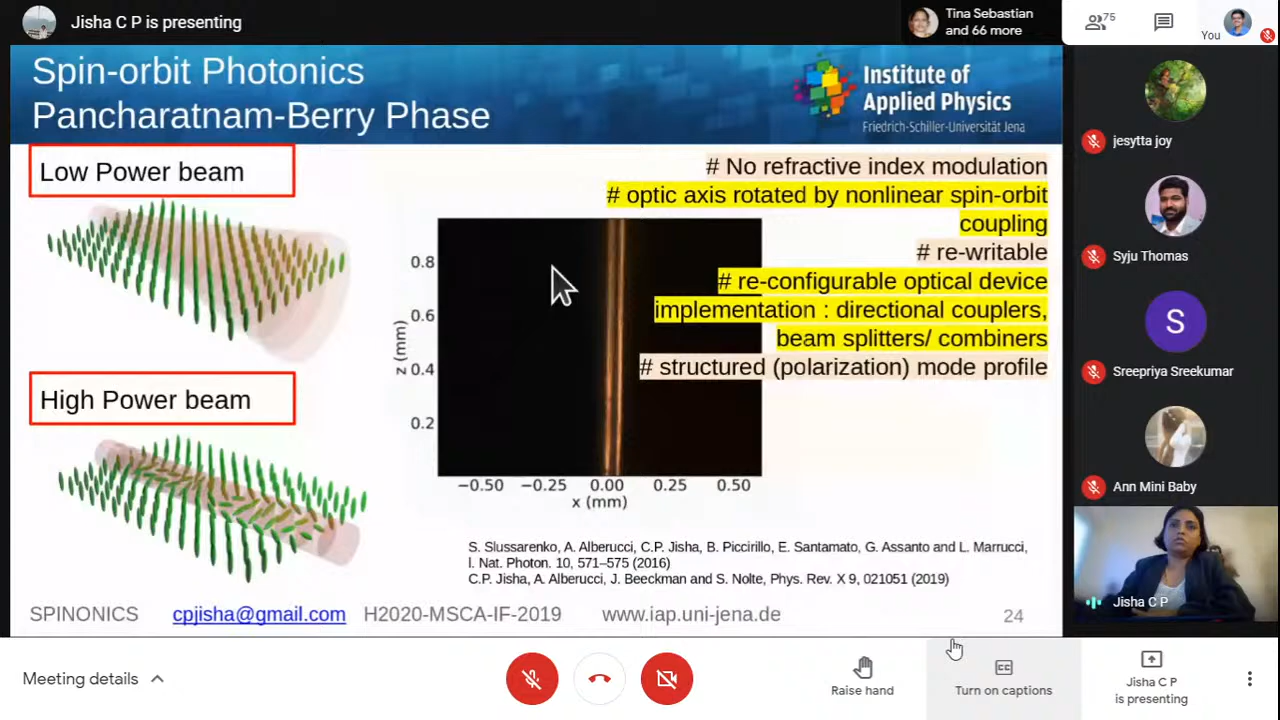 Jisha C P is presenting
Tina Sebastian
and 66 more
75
You
Spin-orbit Photonics
Pancharatnam-Berry Phase
Institute of
Applied Physics
Friedrich-Schiller-Universität Jena
Low Power beam
# No refractive index modulation
# optic axis rotated by nonlinear spin-orbit
coupling
# re-writable
# re-configurable optical device
implementation : directional couplers,
beam splitters/ combiners
# structured (polarization) mode profile
High Power beam
z (mm)
0.8
0.6
0.4
0.2
−0.50 −0.25 0.00 0.25 0.50
x (mm)
S. Slussarenko, A. Alberucci, C.P. Jisha, B. Piccirillo, E. Santamato, G. Assanto and L. Marrucci,
l. Nat. Photon. 10, 571–575 (2016)
C.P. Jisha, A. Alberucci, J. Beeckman and S. Nolte, Phys. Rev. X 9, 021051 (2019)
SPINONICS cpjisha@gmail.com H2020-MSCA-IF-2019 www.iap.uni-jena.de 24
jesytta joy
Syju Thomas
S
Sreepriya Sreekumar
Ann Mini Baby
Jisha C P
Meeting details
Raise hand
CC
Turn on captions
Jisha C P
is presenting